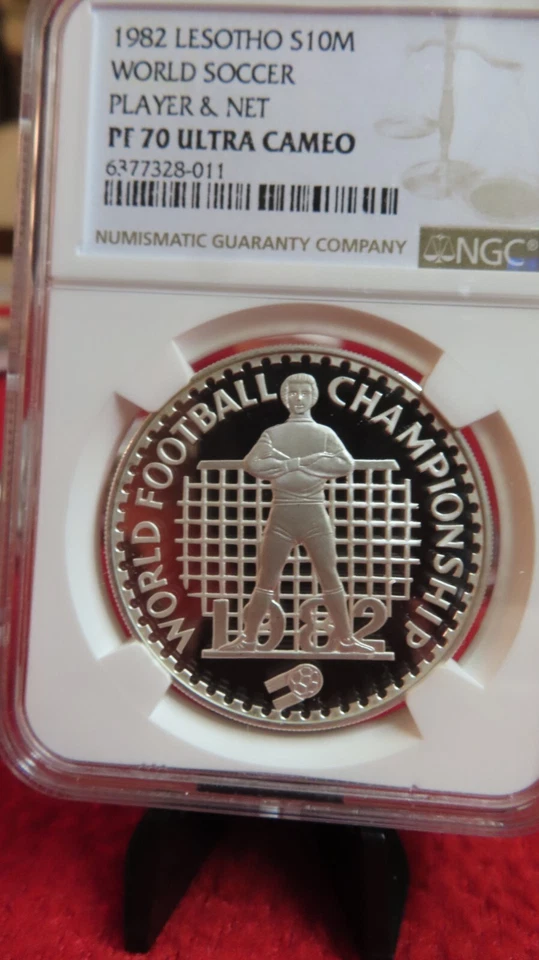 1982 LESOTHO S10M
WORLD SOCCER
PLAYER & NET
PF 70 ULTRA CAMEO
6377328-011
NUMISMATIC GUARANTY COMPANY
NGC®
WORLD FOOTBALL CHAMPIONSHIP
1982